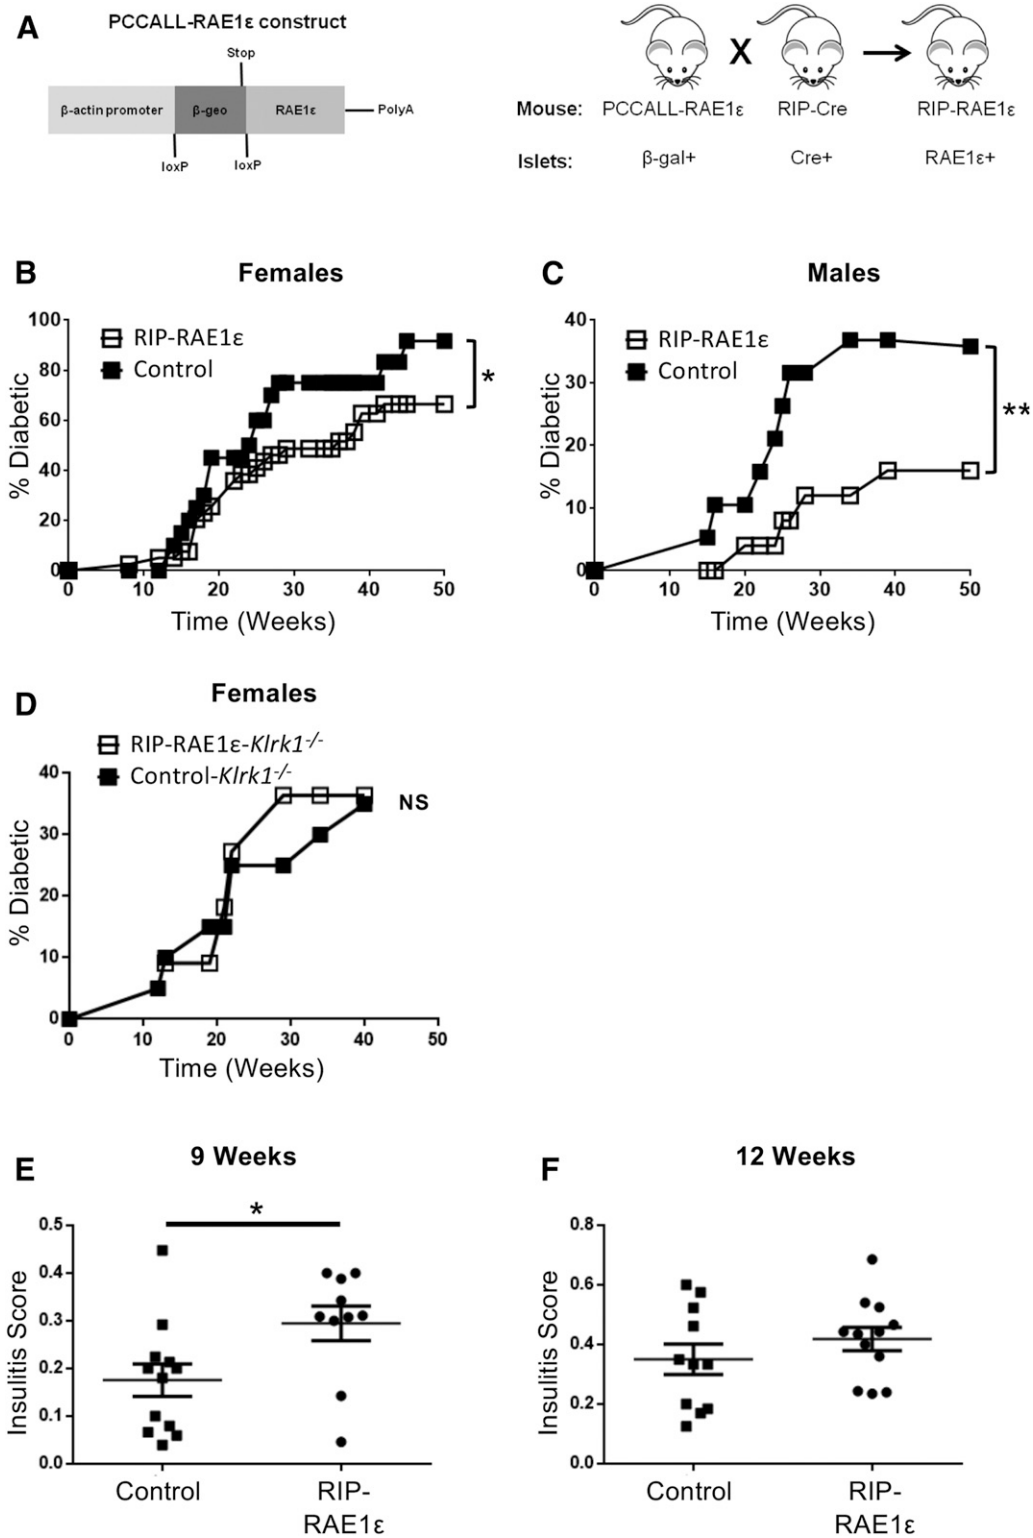 A
PCCALL-RAE1ε construct
Stop
β-actin promoter
β-geo
RAE1ε
PolyA
loxP
loxP
X
Mouse: PCCALL-RAE1ε RIP-Cre RIP-RAE1ε
Islets: β-gal+ Cre+ RAE1ε+
B
Females
RIP-RAE1ε
Control
100
80
60
40
20
0
0 10 20 30 40 50
% Diabetic
Time (Weeks)
*
C
Males
RIP-RAE1ε
Control
40
30
20
10
0
0 10 20 30 40 50
% Diabetic
Time (Weeks)
**
D
Females
RIP-RAE1ε-Klrk1-/-
Control-Klrk1-/-
NS
40
30
20
10
0
0 10 20 30 40 50
% Diabetic
Time (Weeks)
E
9 Weeks
*
0.5
0.4
0.3
0.2
0.1
0.0
Insulitis Score
Control
RIP-
RAE1ε
F
12 Weeks
0.8
0.6
0.4
0.2
0.0
Insulitis Score
Control
RIP-
RAE1ε